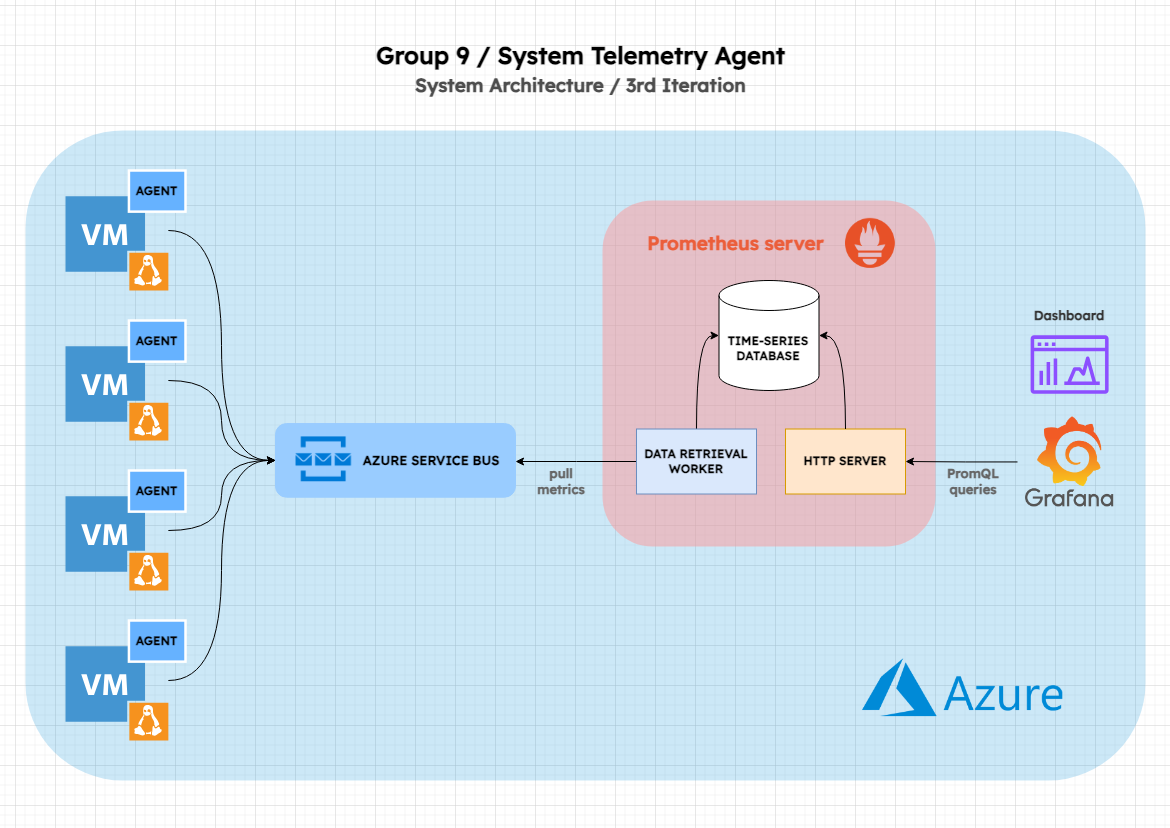 Group 9 / System Telemetry Agent
System Architecture / 3rd Iteration
AGENT
VM
AGENT
VM
AGENT
VM
AGENT
VM
AZURE SERVICE BUS
pull
metrics
Prometheus server
TIME-SERIES
DATABASE
DATA RETRIEVAL
WORKER
HTTP SERVER
PromQL
queries
Dashboard
Grafana
Azure